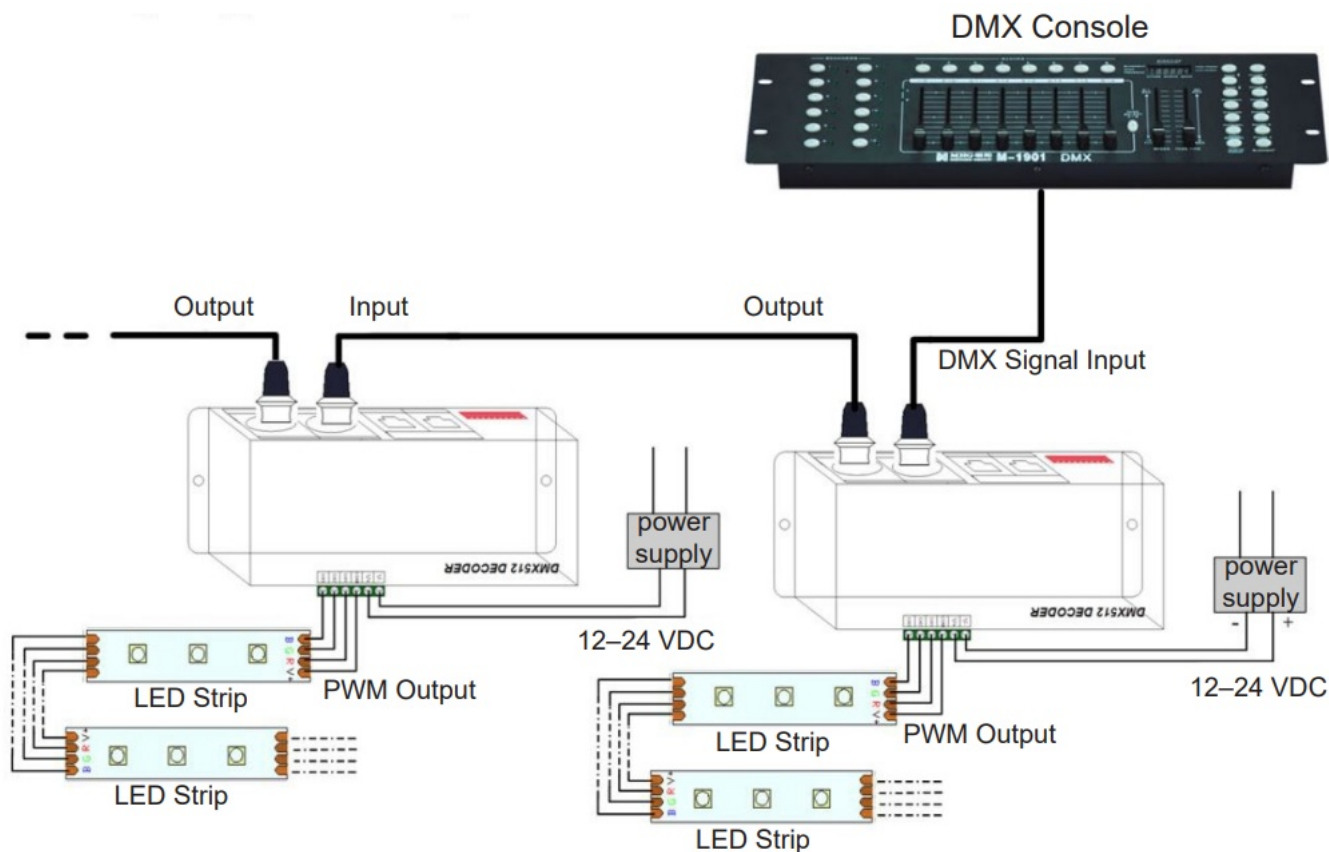 DMX Console
M-1901 DMX
Output
Input
Output
DMX Signal Input
power
supply
DMX512 DECODER
12–24 VDC
B
G
R
V+
PWM Output
LED Strip
V+
R
G
B
LED Strip
power
supply
- +
DMX512 DECODER
12–24 VDC
B
G
R
V+
PWM Output
LED Strip
V+
R
G
B
LED Strip